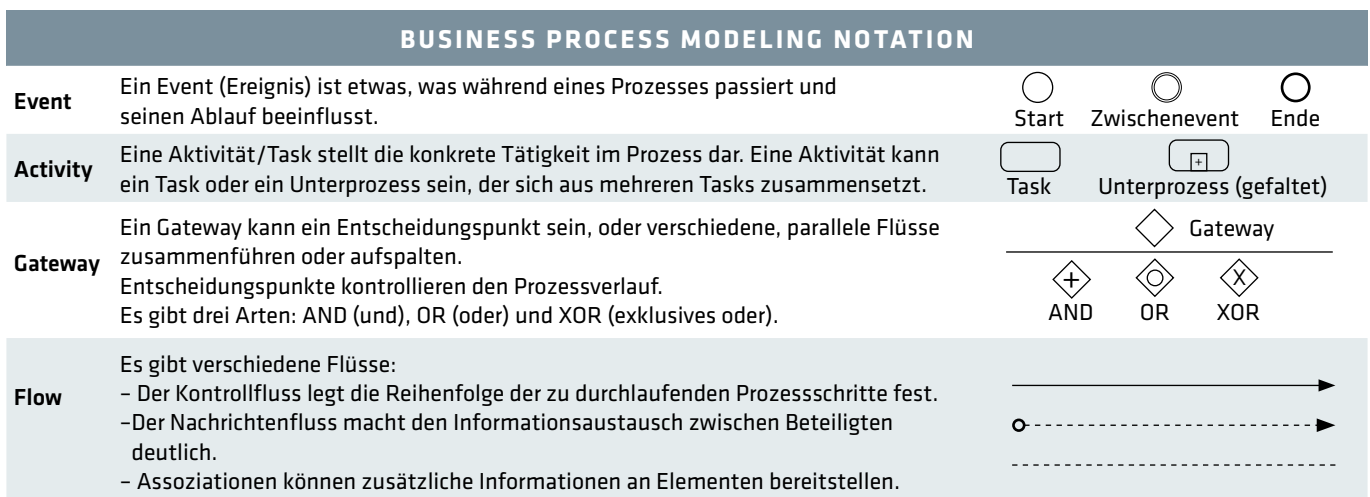 BUSINESS PROCESS MODELING NOTATION
Event
Ein Event (Ereignis) ist etwas, was während eines Prozesses passiert und
seinen Ablauf beeinflusst.
Start Zwischenevent Ende
Activity
Eine Aktivität/Task stellt die konkrete Tätigkeit im Prozess dar. Eine Aktivität kann
ein Task oder ein Unterprozess sein, der sich aus mehreren Tasks zusammensetzt.
+
Task Unterprozess (gefaltet)
Gateway
Ein Gateway kann ein Entscheidungspunkt sein, oder verschiedene, parallele Flüsse
zusammenführen oder aufspalten.
Entscheidungspunkte kontrollieren den Prozessverlauf.
Es gibt drei Arten: AND (und), OR (oder) und XOR (exklusives oder).
Gateway
+ X
AND OR XOR
Flow
Es gibt verschiedene Flüsse:
– Der Kontrollfluss legt die Reihenfolge der zu durchlaufenden Prozessschritte fest.
–Der Nachrichtenfluss macht den Informationsaustausch zwischen Beteiligten
deutlich.
– Assoziationen können zusätzliche Informationen an Elementen bereitstellen.